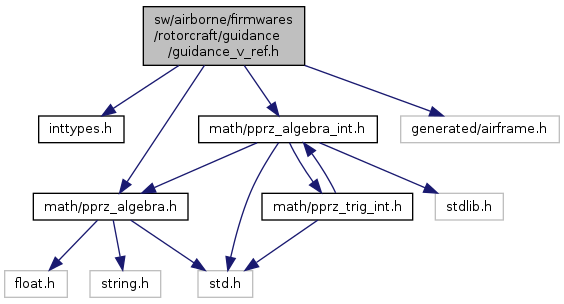 sw/airborne/firmwares
/rotorcraft/guidance
/guidance_v_ref.h
inttypes.h
math/pprz_algebra_int.h
generated/airframe.h
math/pprz_algebra.h
math/pprz_trig_int.h
stdlib.h
float.h
string.h
std.h